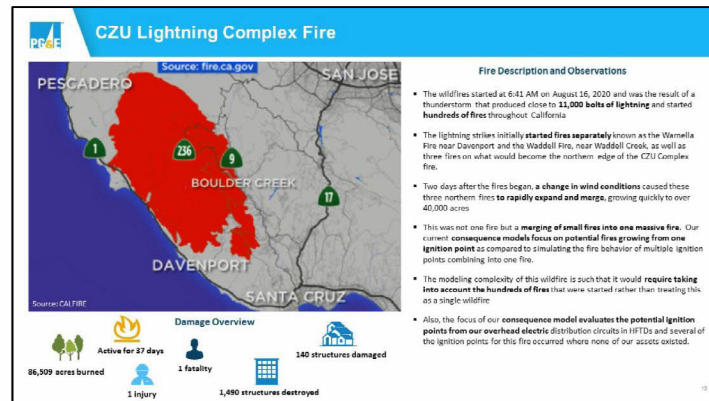 PG&E
CZU Lightning Complex Fire
Source: fire.ca.gov
PESCADERO
SAN JOSE
1
236
9
BOULDER CREEK
17
DAVENPORT
SANTA CRUZ
Source: CALFIRE
Damage Overview
86,509 acres burned
Active for 37 days
1 injury
1 fatality
1,490 structures destroyed
140 structures damaged
Fire Description and Observations
▪ The wildfires started at 6:41 AM on August 16, 2020 and was the result of a
thunderstorm that produced close to 11,000 bolts of lightning and started
hundreds of fires throughout California
▪ The lightning strikes initially started fires separately known as the Warnella
Fire near Davenport and the Waddell Fire, near Waddell Creek, as well as
three fires on what would become the northern edge of the CZU Complex
fire.
▪ Two days after the fires began, a change in wind conditions caused these
three northern fires to rapidly expand and merge, growing quickly to over
40,000 acres
▪ This was not one fire but a merging of small fires into one massive fire. Our
current consequence models focus on potential fires growing from one
ignition point as compared to simulating the fire behavior of multiple ignition
points combining into one fire.
▪ The modeling complexity of this wildfire is such that it would require taking
into account the hundreds of fires that were started rather than treating this
as a single wildfire
▪ Also, the focus of our consequence model evaluates the potential ignition
points from our overhead electric distribution circuits in HFTDs and several of
the ignition points for this fire occurred where none of our assets existed.